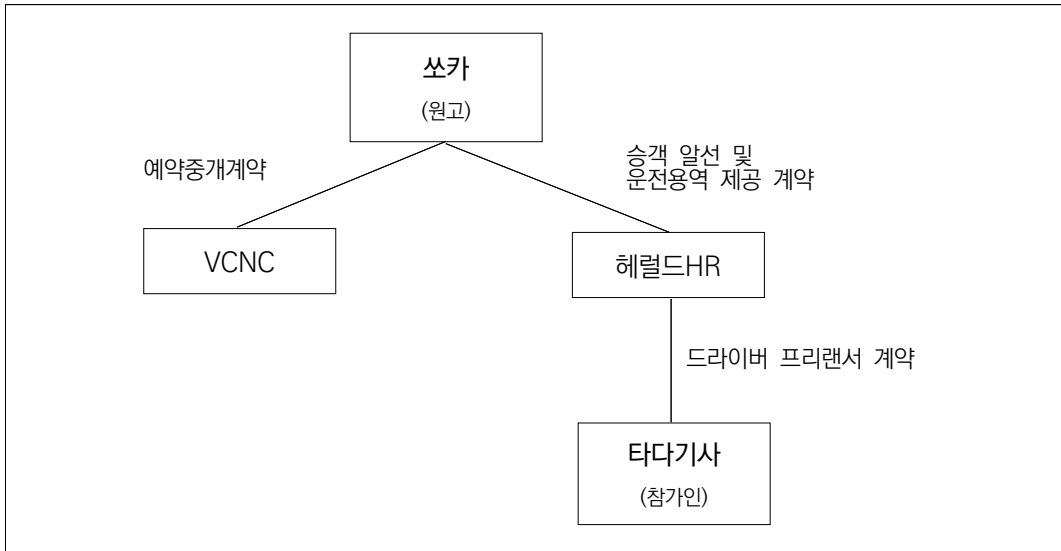 쏘카
(원고)
예약중개계약
승객 알선 및
운전용역 제공 계약
VCNC
헤럴드HR
드라이버 프리랜서 계약
타다기사
(참가인)